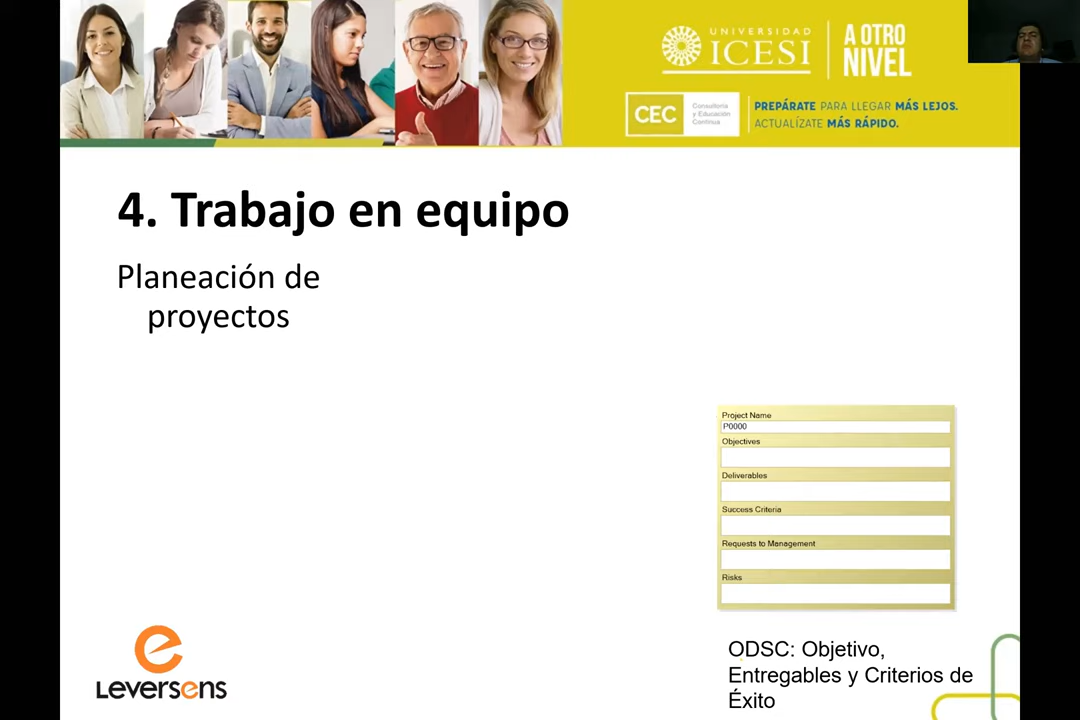 UNIVERSIDAD
ICESI
A OTRO
NIVEL
CEC
Consultoría
y Educación
Continua
PREPÁRATE PARA LLEGAR MÁS LEJOS.
ACTUALÍZATE MÁS RÁPIDO.
4. Trabajo en equipo
Planeación de
proyectos
Project Name
P0000
Objectives
Deliverables
Success Criteria
Requests to Management
Risks
Leversens
ODSC: Objetivo,
Entregables y Criterios de
Éxito